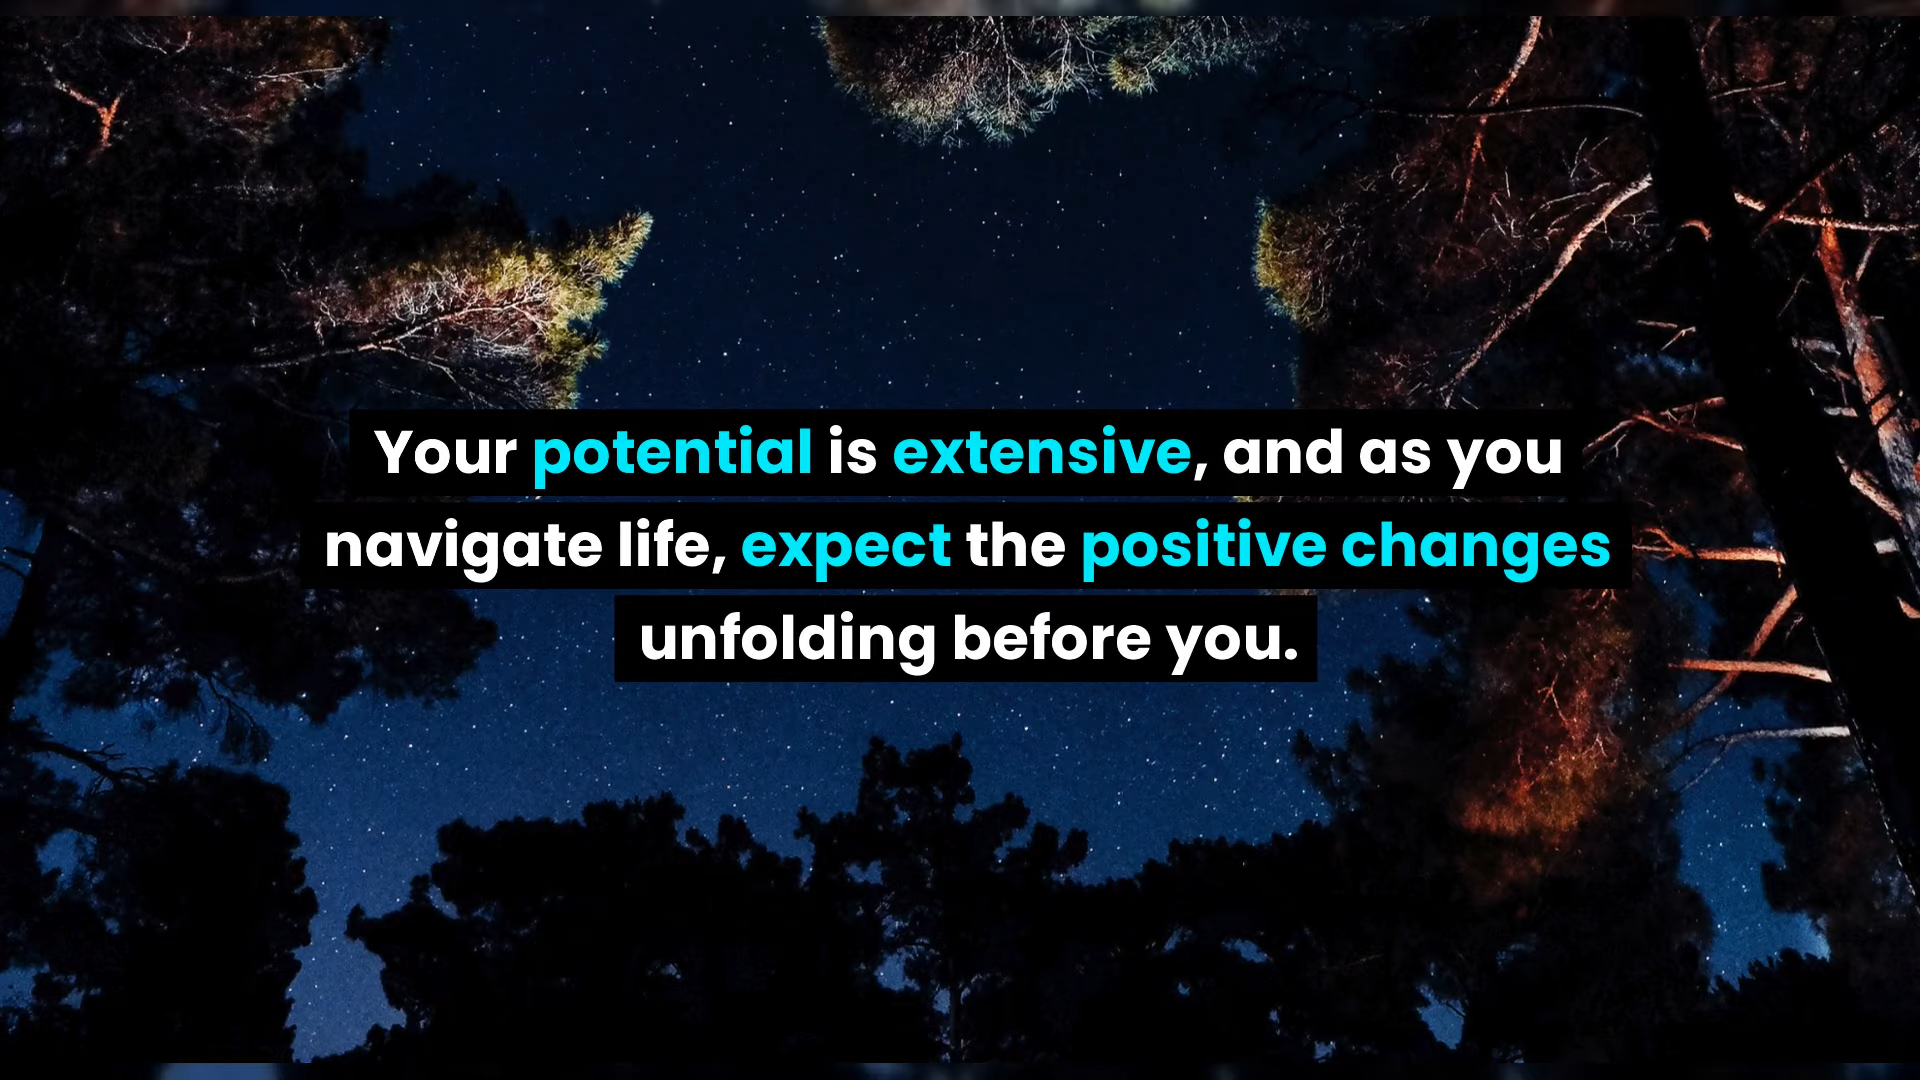 Your potential is extensive, and as you
navigate life, expect the positive changes
unfolding before you.